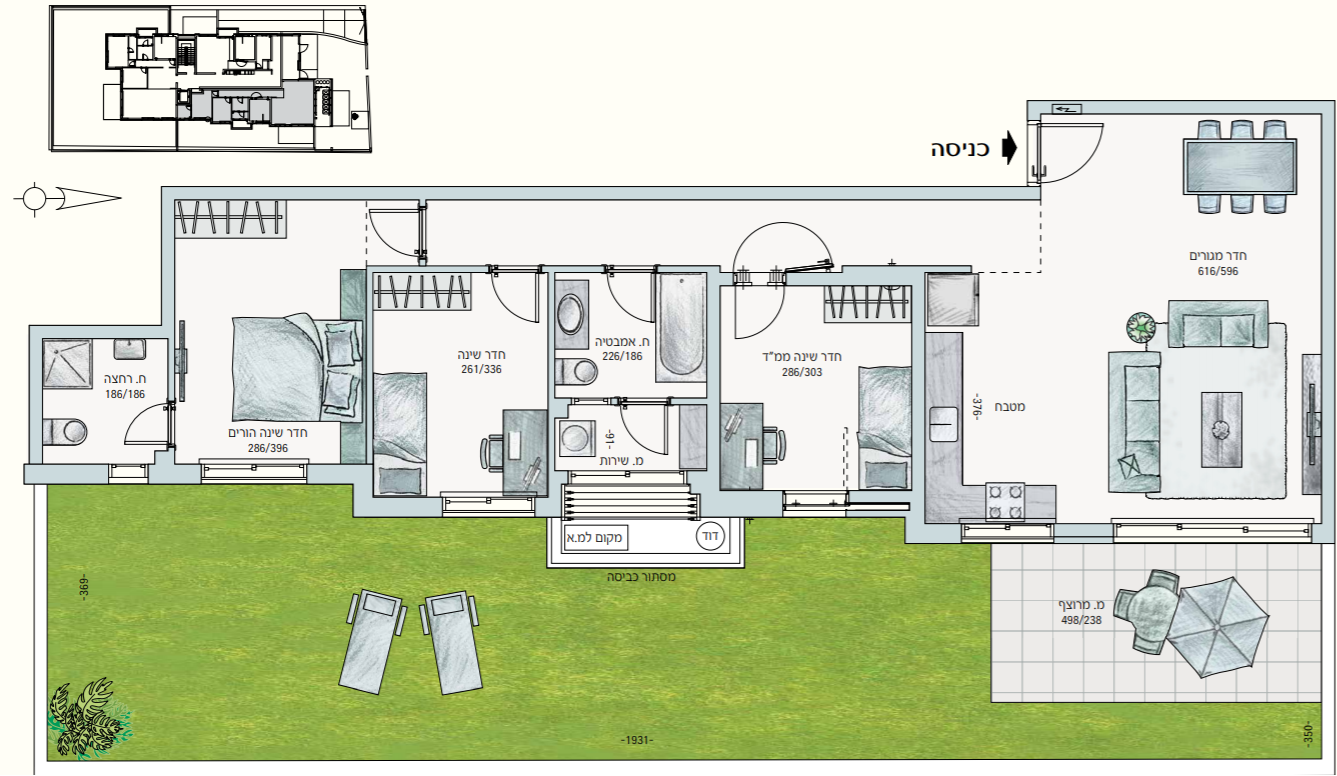 כניסה
חדר מגורים
616/596
חדר שינה ממ"ד
286/303
ח. אמבטיה
226/186
חדר שינה
261/336
ח. רחצה
186/186
חדר שינה הורים
286/396
מטבח
-376-
-91-
מ. שירות
מקום למ.א
דוד
מסתור כביסה
מ. מרוצף
498/238
-369-
-1931-
-350-